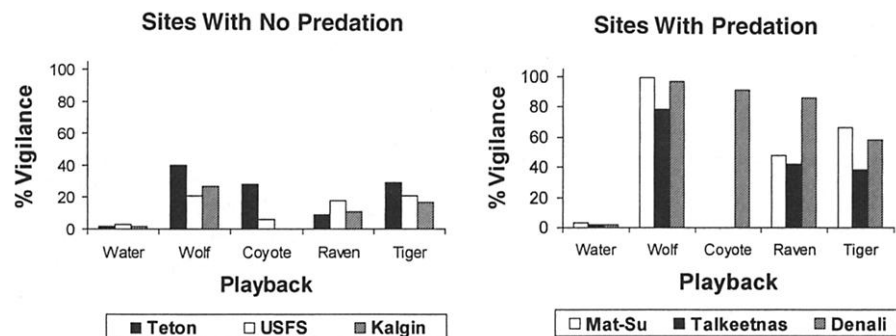 Sites With No Predation
100
80
60
40
20
0
% Vigilance
Water Wolf Coyote Raven Tiger
Playback
Teton USFS Kalgin
Sites With Predation
100
80
60
40
20
0
% Vigilance
Water Wolf Coyote Raven Tiger
Playback
Mat-Su Talkeetnas Denali